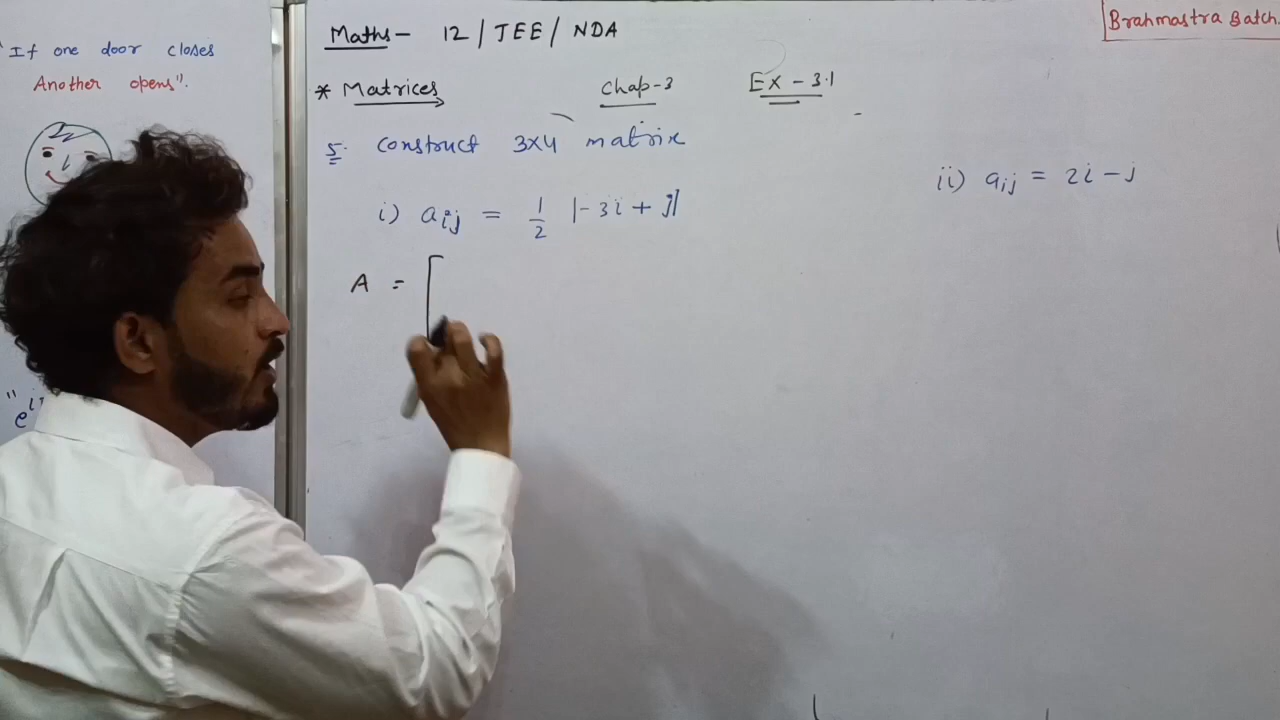 "If one door closes
Another opens".
"ei
Maths - 12 / JEE / NDA
Brahmastra Batch
* Matrices Chap-3 Ex - 3.1
5. Construct 3x4 matrix
i) aij = 1/2 |-3i + j|
ii) aij = 2i - j
A = [